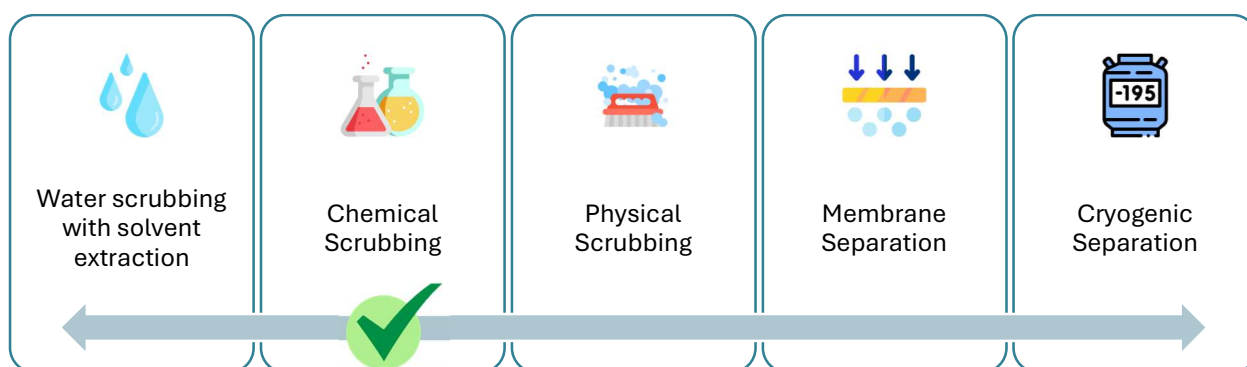 -195
Water scrubbing
with solvent
extraction
Chemical
Scrubbing
Physical
Scrubbing
Membrane
Separation
Cryogenic
Separation